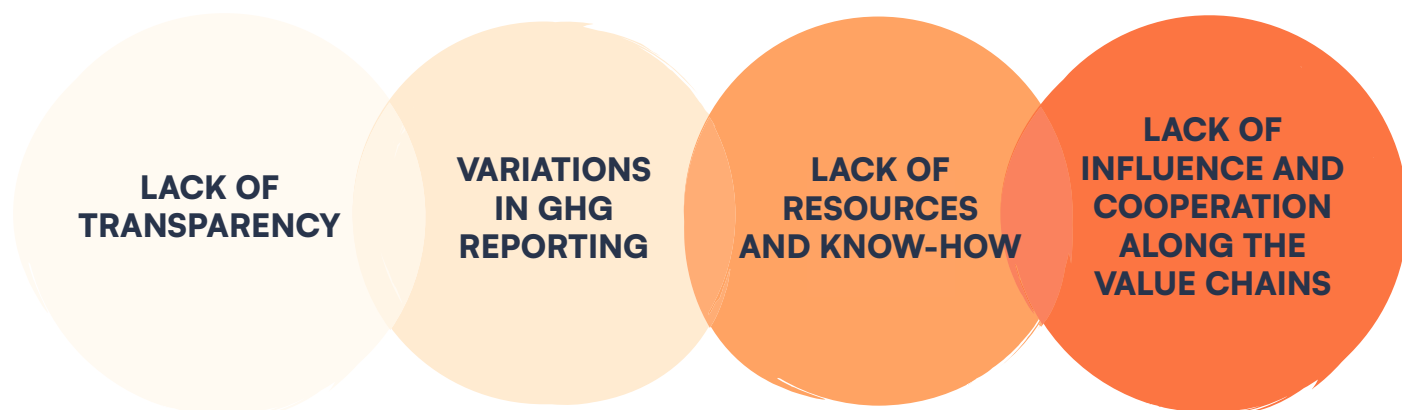 LACK OF
TRANSPARENCY
VARIATIONS
IN GHG
REPORTING
LACK OF
RESOURCES
AND KNOW-HOW
LACK OF
INFLUENCE AND
COOPERATION
ALONG THE
VALUE CHAINS